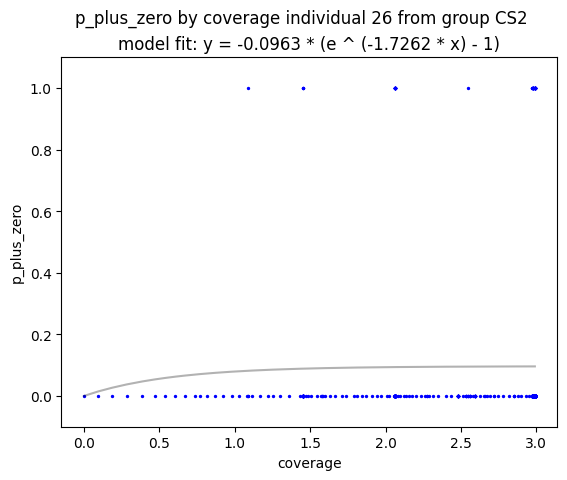 p_plus_zero by coverage individual 26 from group CS2
model fit: y = -0.0963 * (e ^ (-1.7262 * x) - 1)
1.0
0.8
0.6
0.4
0.2
0.0
p_plus_zero
0.0 0.5 1.0 1.5 2.0 2.5 3.0
coverage